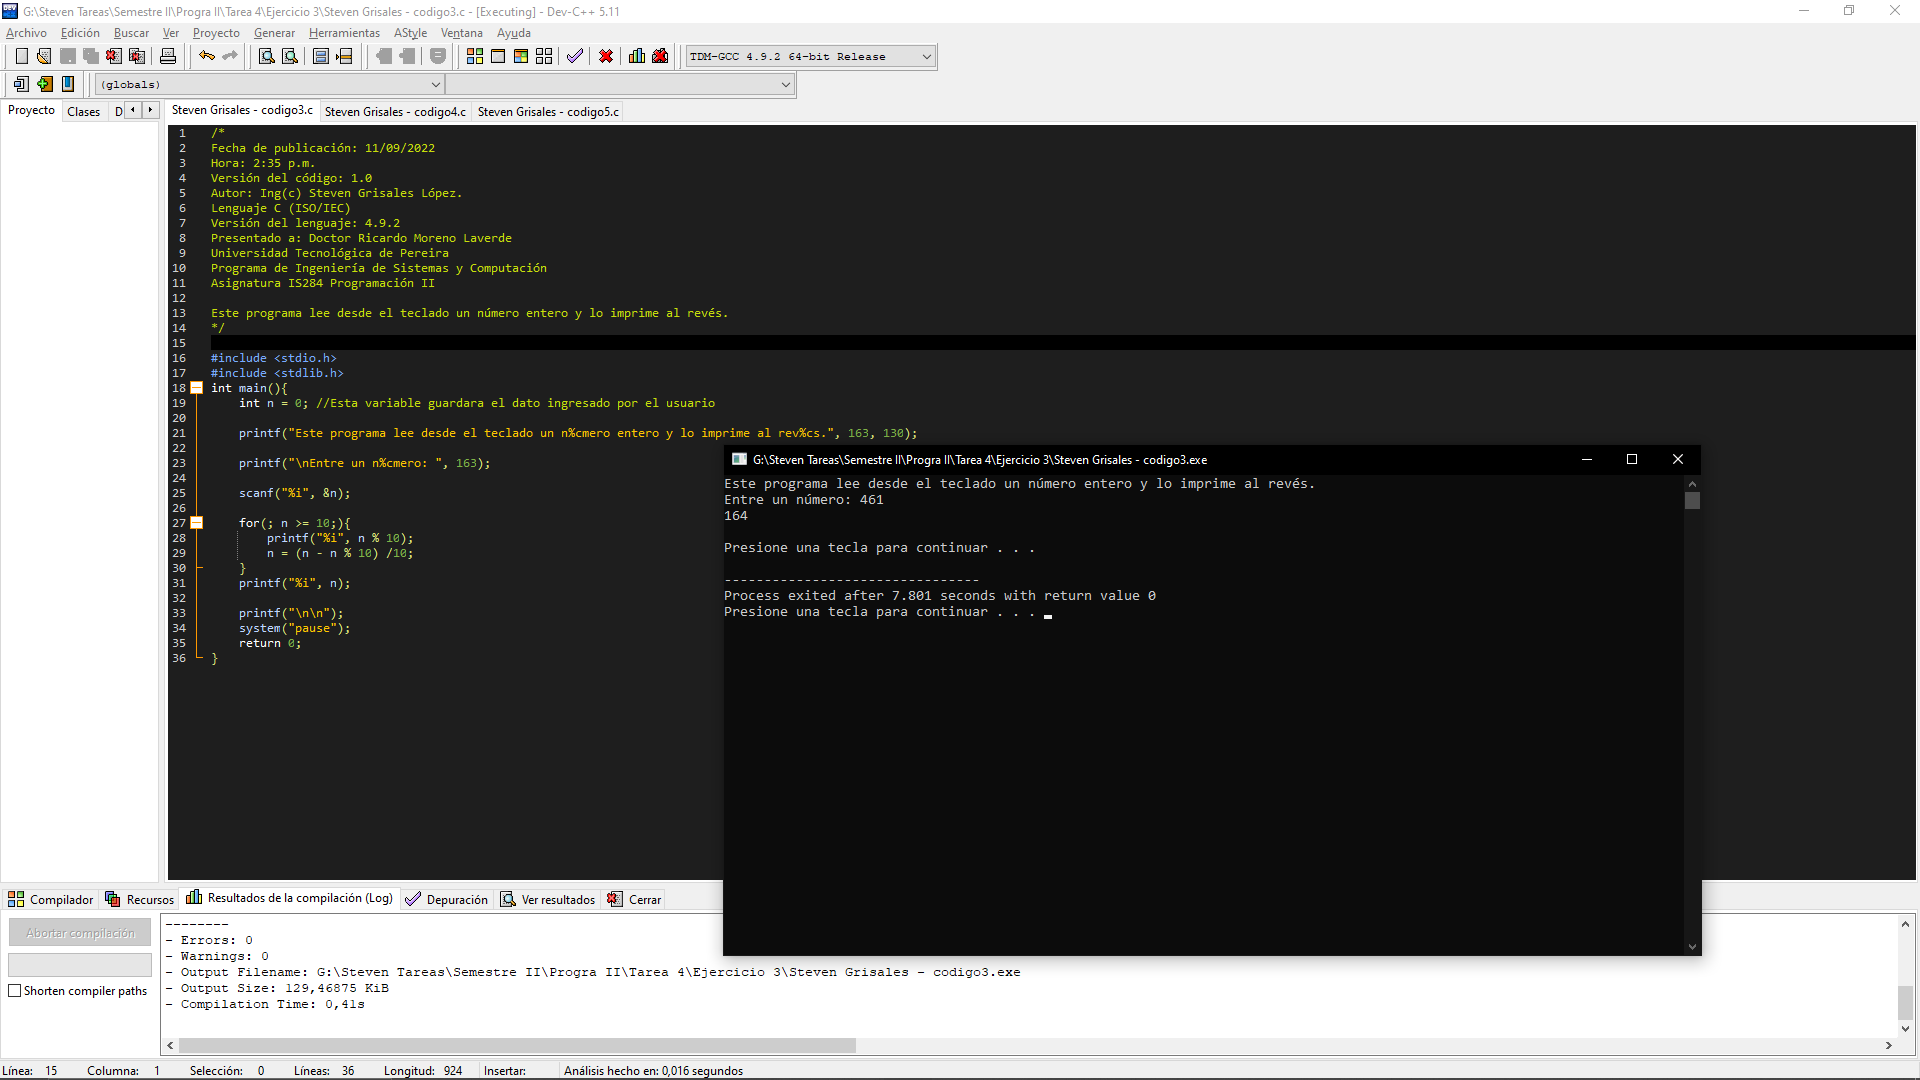 G:\Steven Tareas\Semestre II\Progra II\Tarea 4\Ejercicio 3\Steven Grisales - codigo3.c - [Executing] - Dev-C++ 5.11
Archivo Edición Buscar Ver Proyecto Generar Herramientas AStyle Ventana Ayuda
TDM-GCC 4.9.2 64-bit Release
(globals)
Proyecto Clases D
Steven Grisales - codigo3.c Steven Grisales - codigo4.c Steven Grisales - codigo5.c
1 /*
2 Fecha de publicación: 11/09/2022
3 Hora: 2:35 p.m.
4 Versión del código: 1.0
5 Autor: Ing(c) Steven Grisales López.
6 Lenguaje C (ISO/IEC)
7 Versión del lenguaje: 4.9.2
8 Presentado a: Doctor Ricardo Moreno Laverde
9 Universidad Tecnológica de Pereira
10 Programa de Ingeniería de Sistemas y Computación
11 Asignatura IS284 Programación II
12
13 Este programa lee desde el teclado un número entero y lo imprime al revés.
14 */
15
16 #include <stdio.h>
17 #include <stdlib.h>
18 int main(){
19 int n = 0; //Esta variable guardara el dato ingresado por el usuario
20
21 printf("Este programa lee desde el teclado un n%cmero entero y lo imprime al rev%cs.", 163, 130);
22
23 printf("\nEntre un n%cmero: ", 163);
24
25 scanf("%i", &n);
26
27 for(; n >= 10;){
28 printf("%i", n % 10);
29 n = (n - n % 10) /10;
30 }
31 printf("%i", n);
32
33 printf("\n\n");
34 system("pause");
35 return 0;
36 }
G:\Steven Tareas\Semestre II\Progra II\Tarea 4\Ejercicio 3\Steven Grisales - codigo3.exe
Este programa lee desde el teclado un número entero y lo imprime al revés.
Entre un número: 461
164
Presione una tecla para continuar . . .
--------------------------------
Process exited after 7.801 seconds with return value 0
Presione una tecla para continuar . . .
Compilador Recursos Resultados de la compilación (Log) Depuración Ver resultados Cerrar
Abortar compilación
Shorten compiler paths
--------
- Errors: 0
- Warnings: 0
- Output Filename: G:\Steven Tareas\Semestre II\Progra II\Tarea 4\Ejercicio 3\Steven Grisales - codigo3.exe
- Output Size: 129,46875 KiB
- Compilation Time: 0,41s
Línea: 15 Columna: 1 Selección: 0 Líneas: 36 Longitud: 924 Insertar: Análisis hecho en: 0,016 segundos